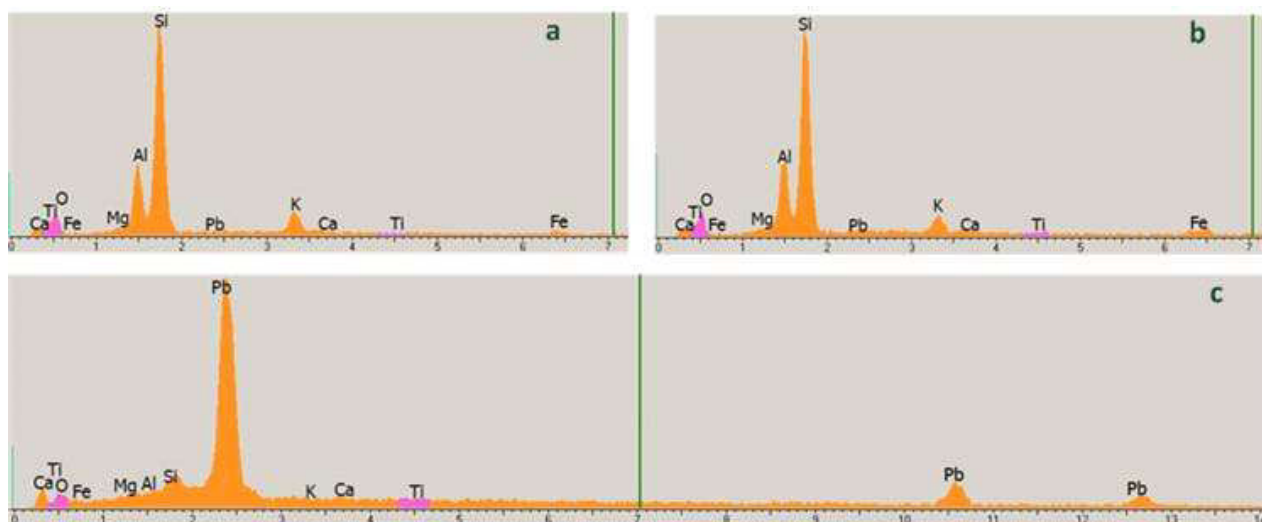 a
Si
Al
K
Ti O
Ca Fe Mg Pb Ca Ti Fe
0 1 2 3 4 5 6 7
b
Si
Al
K
Ti O
Ca Fe Mg Pb Ca Ti Fe
0 1 2 3 4 5 6 7
c
Pb
Ti
Ca O Fe Mg Al Si K Ca Ti Pb Pb
0 1 2 3 4 5 6 7 8 9 10 11 12 13 14